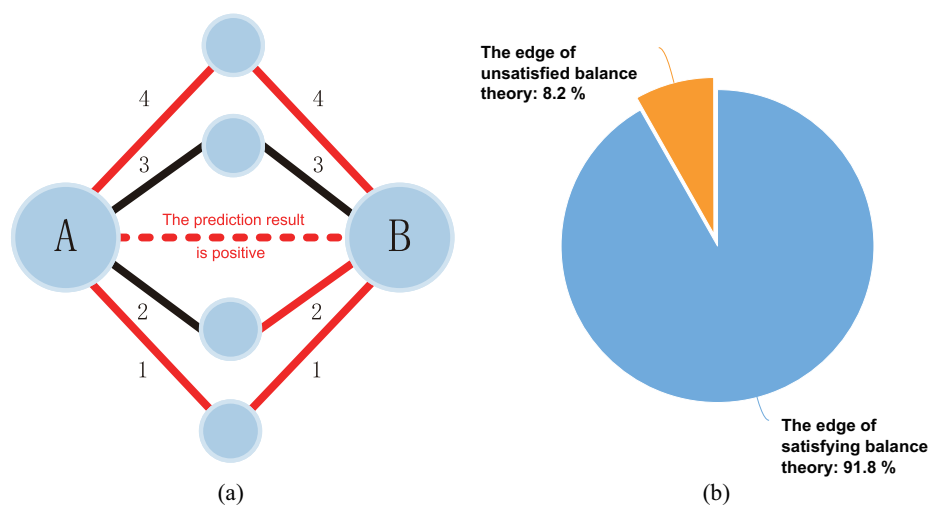 4
4
3
3
A
The prediction result
is positive
B
2
2
1
1
(a)
The edge of
unsatisfied balance
theory: 8.2 %
The edge of
satisfying balance
theory: 91.8 %
(b)